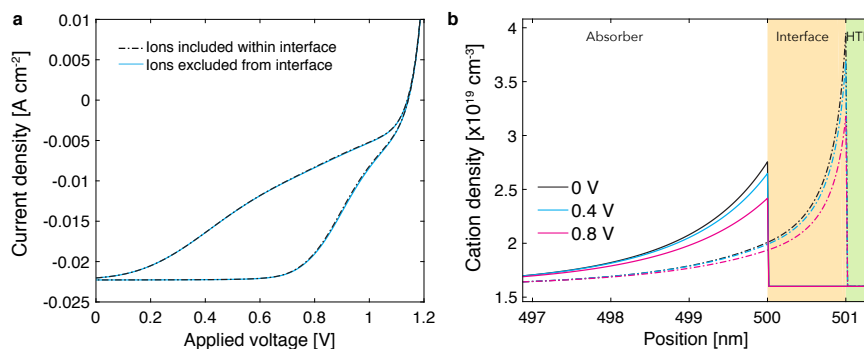 a
Ions included within interface
Ions excluded from interface
Current density [A cm-2]
0.010
0.005
0
-0.005
-0.01
-0.015
-0.02
-0.025
0
0.2
0.4
0.6
0.8
1
1.2
Applied voltage [V]
b
Absorber
Interface
HTL
Cation density [x10¹⁹ cm⁻³]
4
3.5
3
2.5
2
1.5
0 V
0.4 V
0.8 V
497
498
499
500
501
Position [nm]